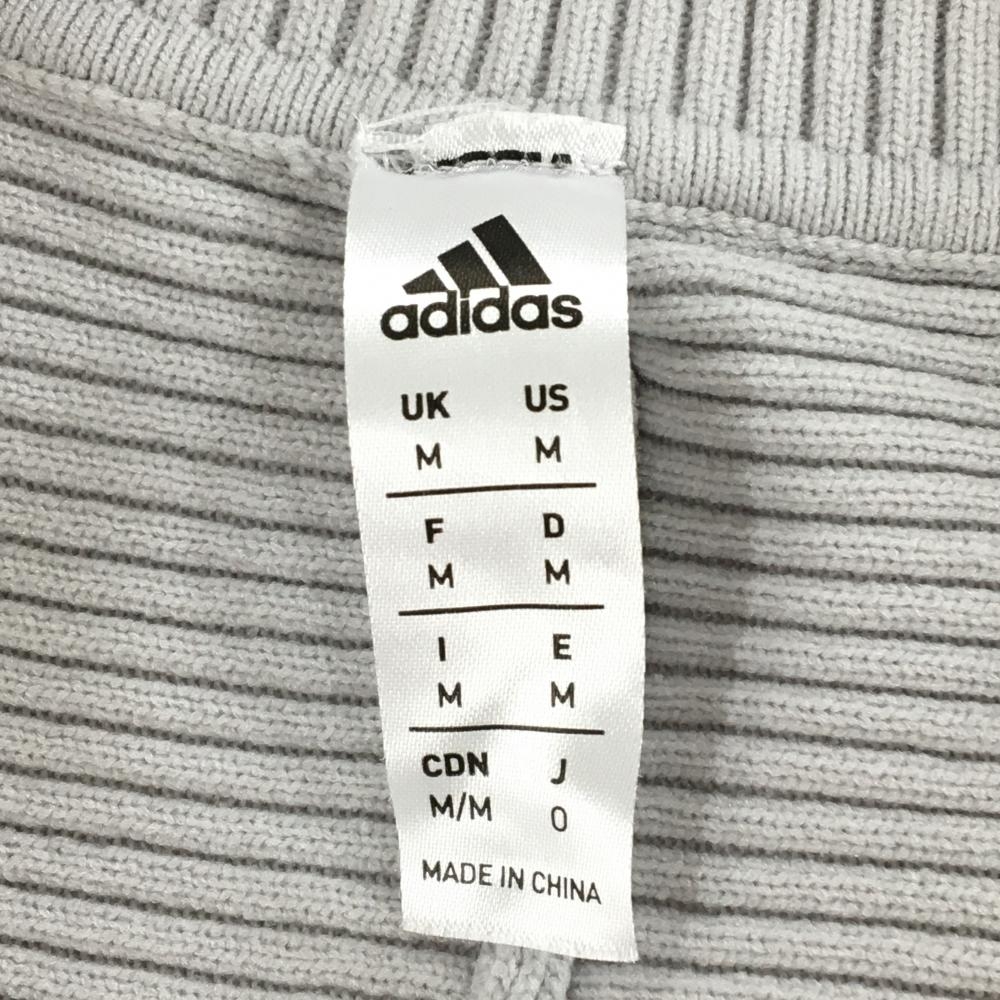 adidas
UK US
M M
F D
M M
I E
M M
CDN J
M/M O
MADE IN CHINA